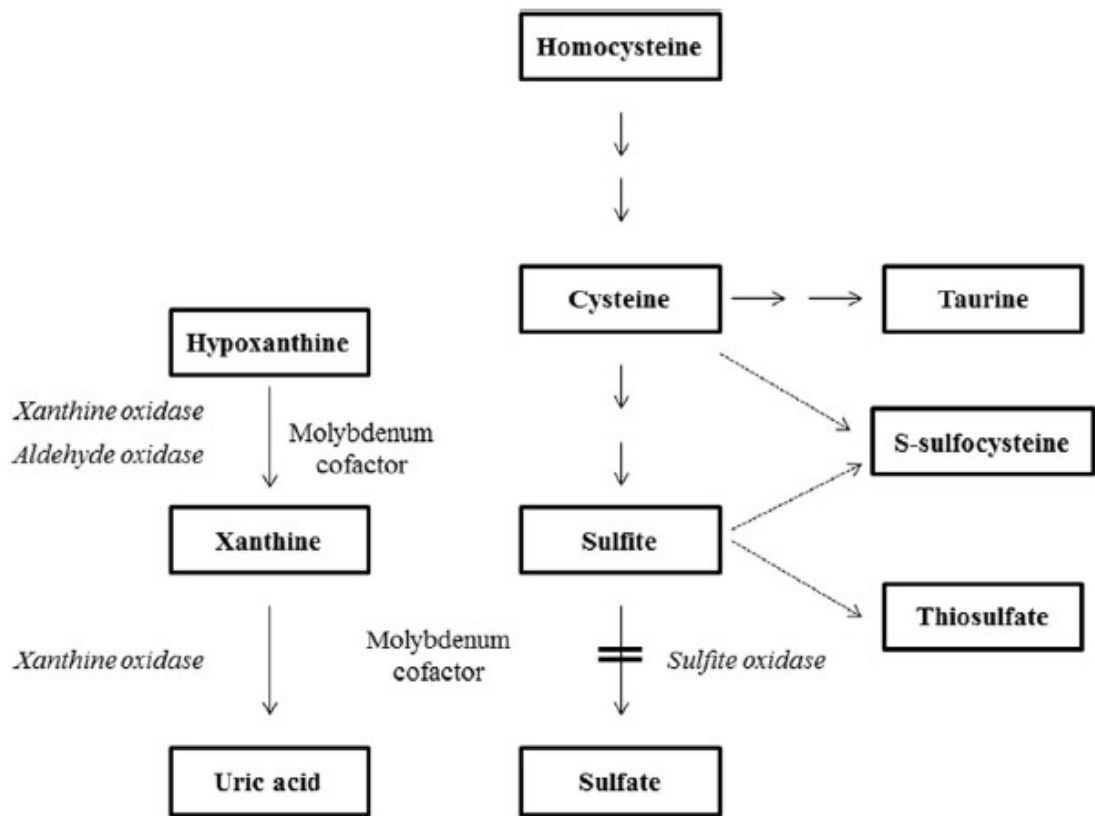 Homocysteine
Cysteine
Taurine
Hypoxanthine
Xanthine oxidase
Aldehyde oxidase
Molybdenum
cofactor
S-sulfocysteine
Xanthine
Sulfite
Thiosulfate
Xanthine oxidase
Molybdenum
cofactor
Sulfite oxidase
Uric acid
Sulfate